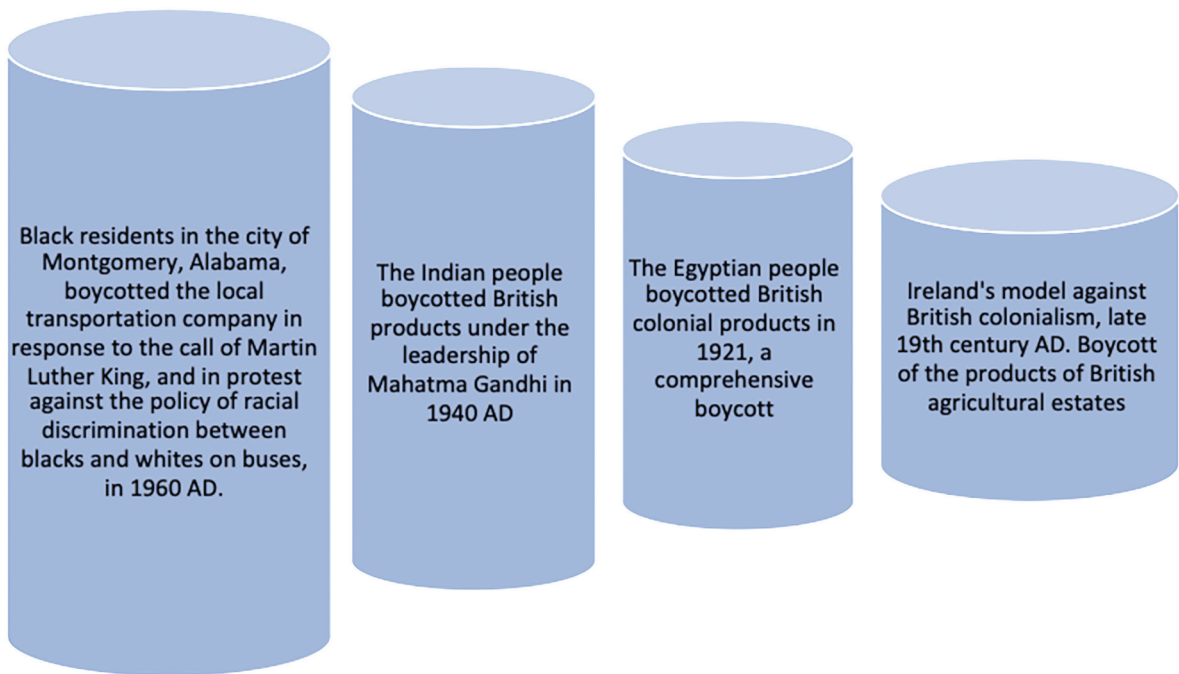 Black residents in the city of
Montgomery, Alabama,
boycotted the local
transportation company in
response to the call of Martin
Luther King, and in protest
against the policy of racial
discrimination between
blacks and whites on buses,
in 1960 AD.
The Indian people
boycotted British
products under the
leadership of
Mahatma Gandhi in
1940 AD
The Egyptian people
boycotted British
colonial products in
1921, a
comprehensive
boycott
Ireland's model against
British colonialism, late
19th century AD. Boycott
of the products of British
agricultural estates